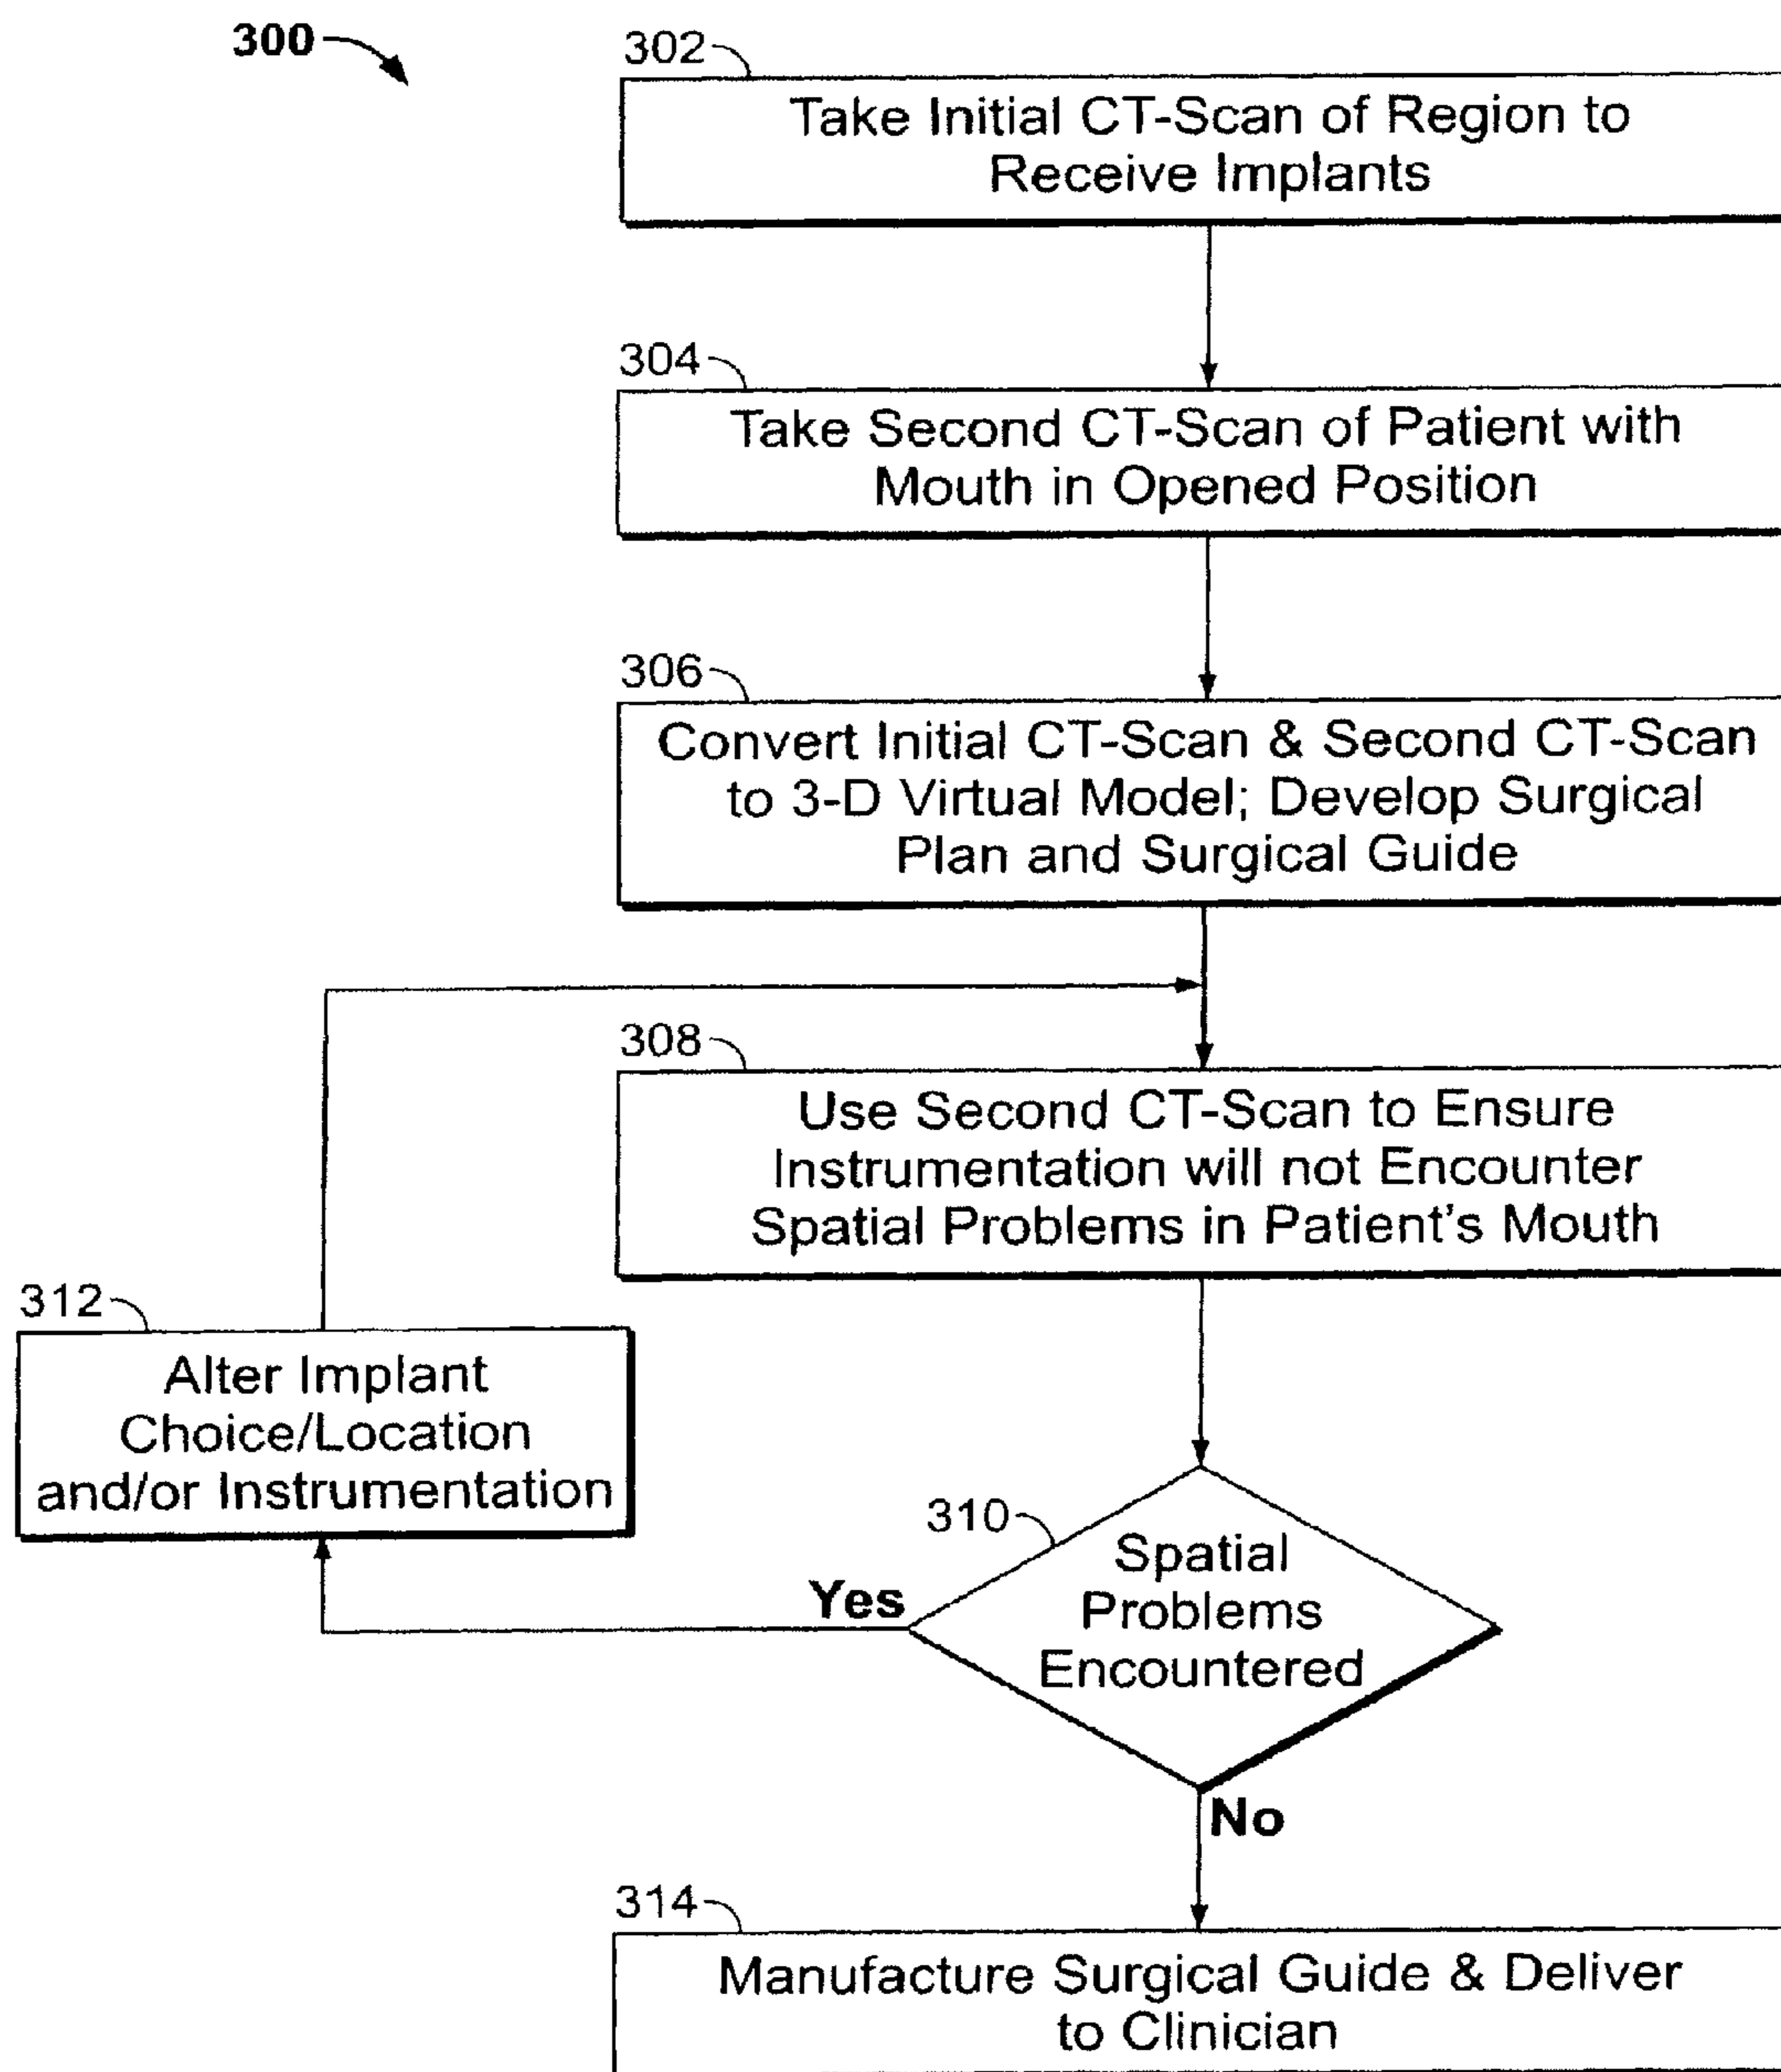 300
302
Take Initial CT-Scan of Region to
Receive Implants
304
Take Second CT-Scan of Patient with
Mouth in Opened Position
306
Convert Initial CT-Scan & Second CT-Scan
to 3-D Virtual Model; Develop Surgical
Plan and Surgical Guide
308
Use Second CT-Scan to Ensure
Instrumentation will not Encounter
Spatial Problems in Patient's Mouth
312
Alter Implant
Choice/Location
and/or Instrumentation
310
Spatial
Problems
Encountered
Yes
No
314
Manufacture Surgical Guide & Deliver
to Clinician